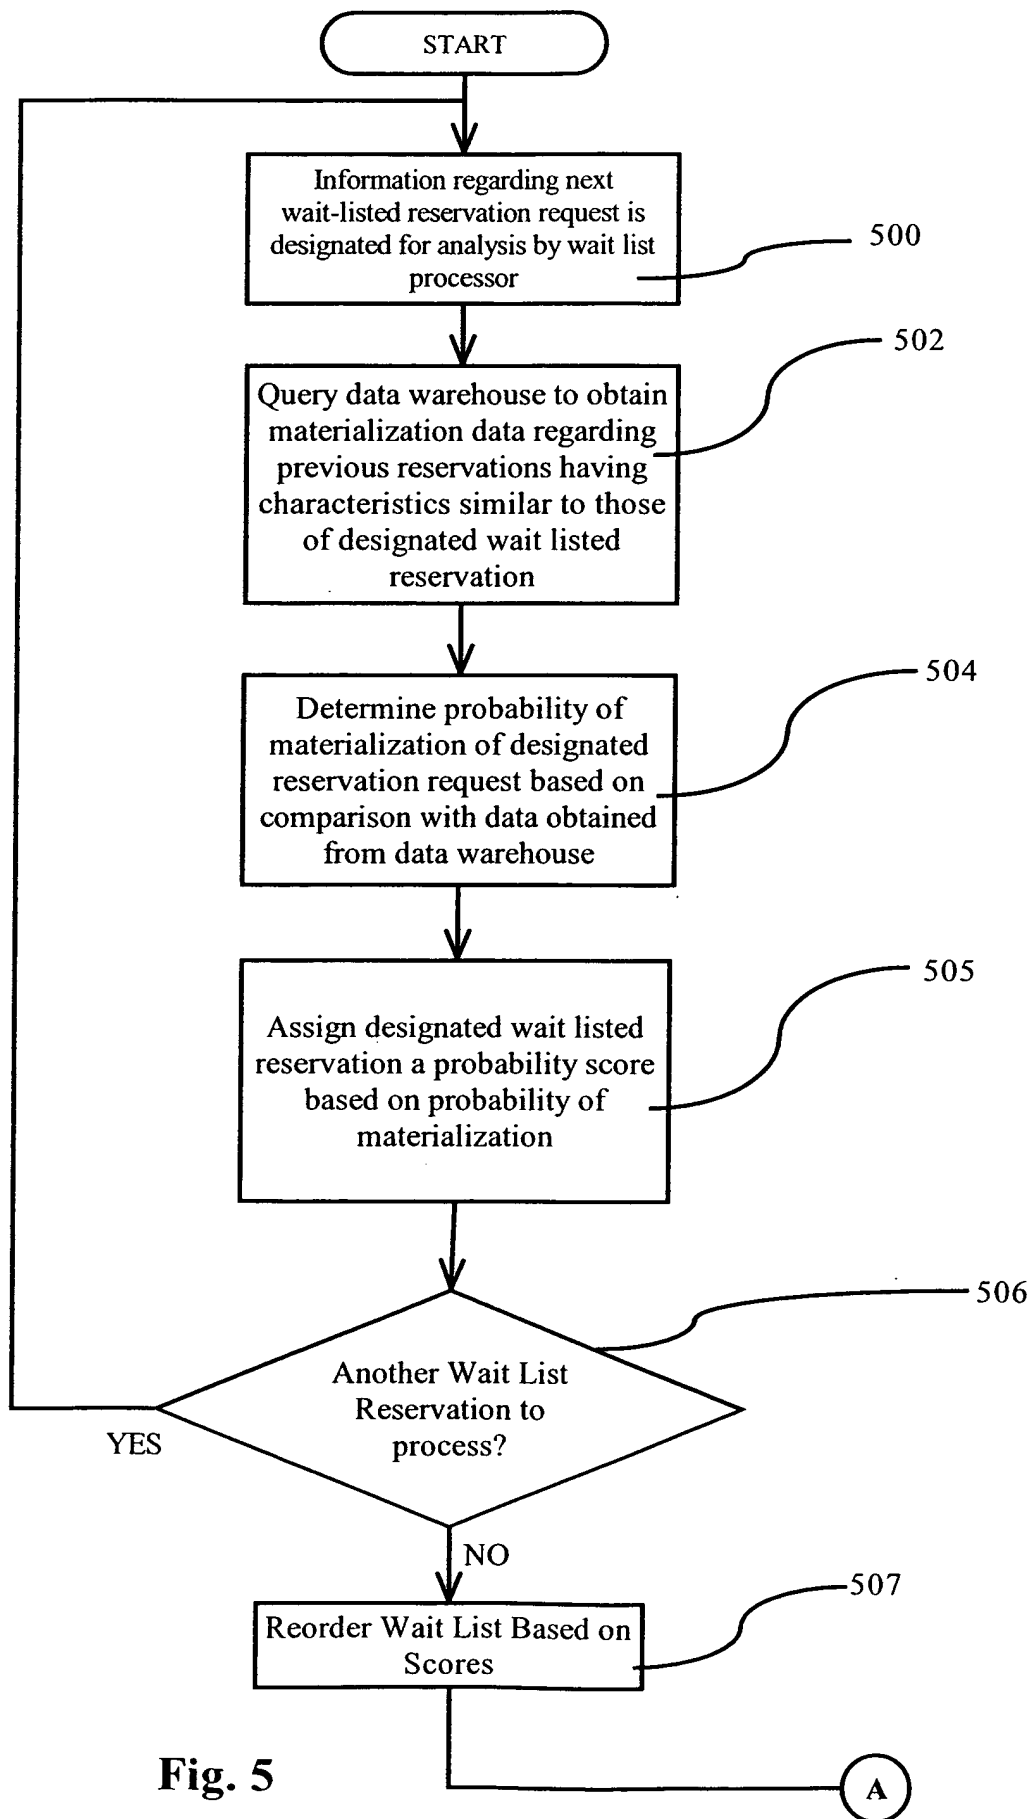 START
Information regarding next
wait-listed reservation request is
designated for analysis by wait list
processor
500
Query data warehouse to obtain
materialization data regarding
previous reservations having
characteristics similar to those
of designated wait listed
reservation
502
Determine probability of
materialization of designated
reservation request based on
comparison with data obtained
from data warehouse
504
Assign designated wait listed
reservation a probability score
based on probability of
materialization
505
Another Wait List
Reservation to
process?
506
YES
NO
Reorder Wait List Based on
Scores
507
Fig. 5
A